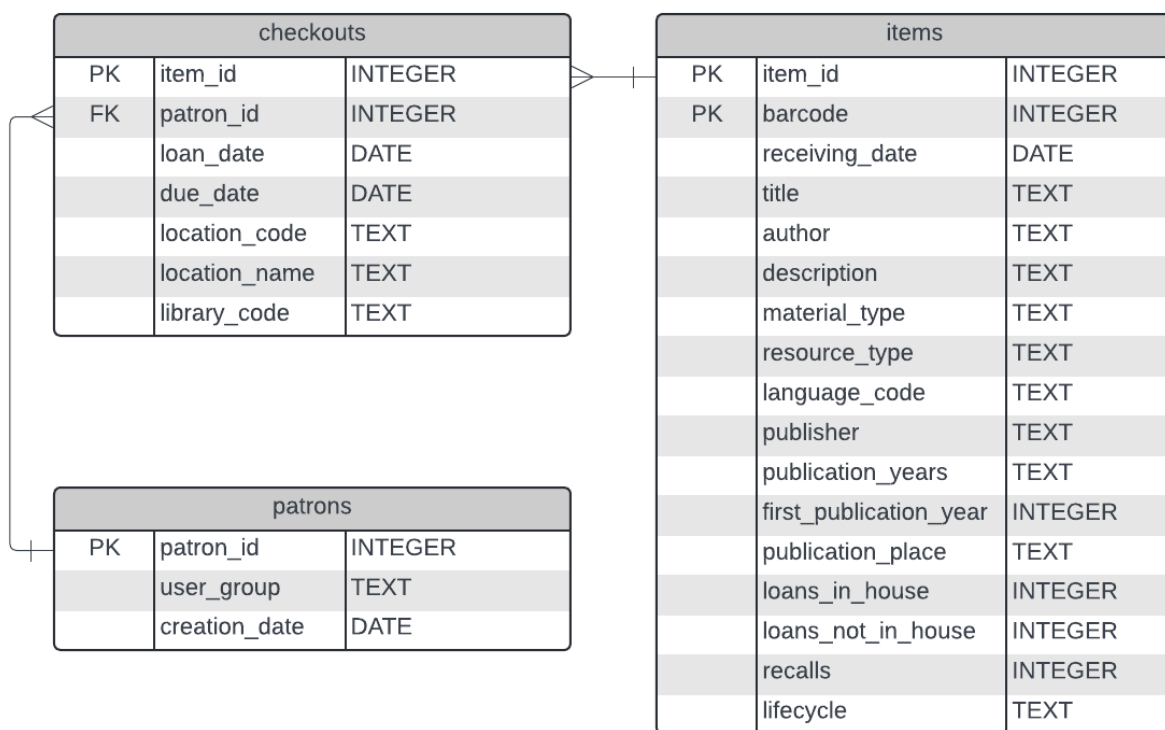 checkouts
PK item_id INTEGER
FK patron_id INTEGER
loan_date DATE
due_date DATE
location_code TEXT
location_name TEXT
library_code TEXT
patrons
PK patron_id INTEGER
user_group TEXT
creation_date DATE
items
PK item_id INTEGER
PK barcode INTEGER
receiving_date DATE
title TEXT
author TEXT
description TEXT
material_type TEXT
resource_type TEXT
language_code TEXT
publisher TEXT
publication_years TEXT
first_publication_year INTEGER
publication_place TEXT
loans_in_house INTEGER
loans_not_in_house INTEGER
recalls INTEGER
lifecycle TEXT